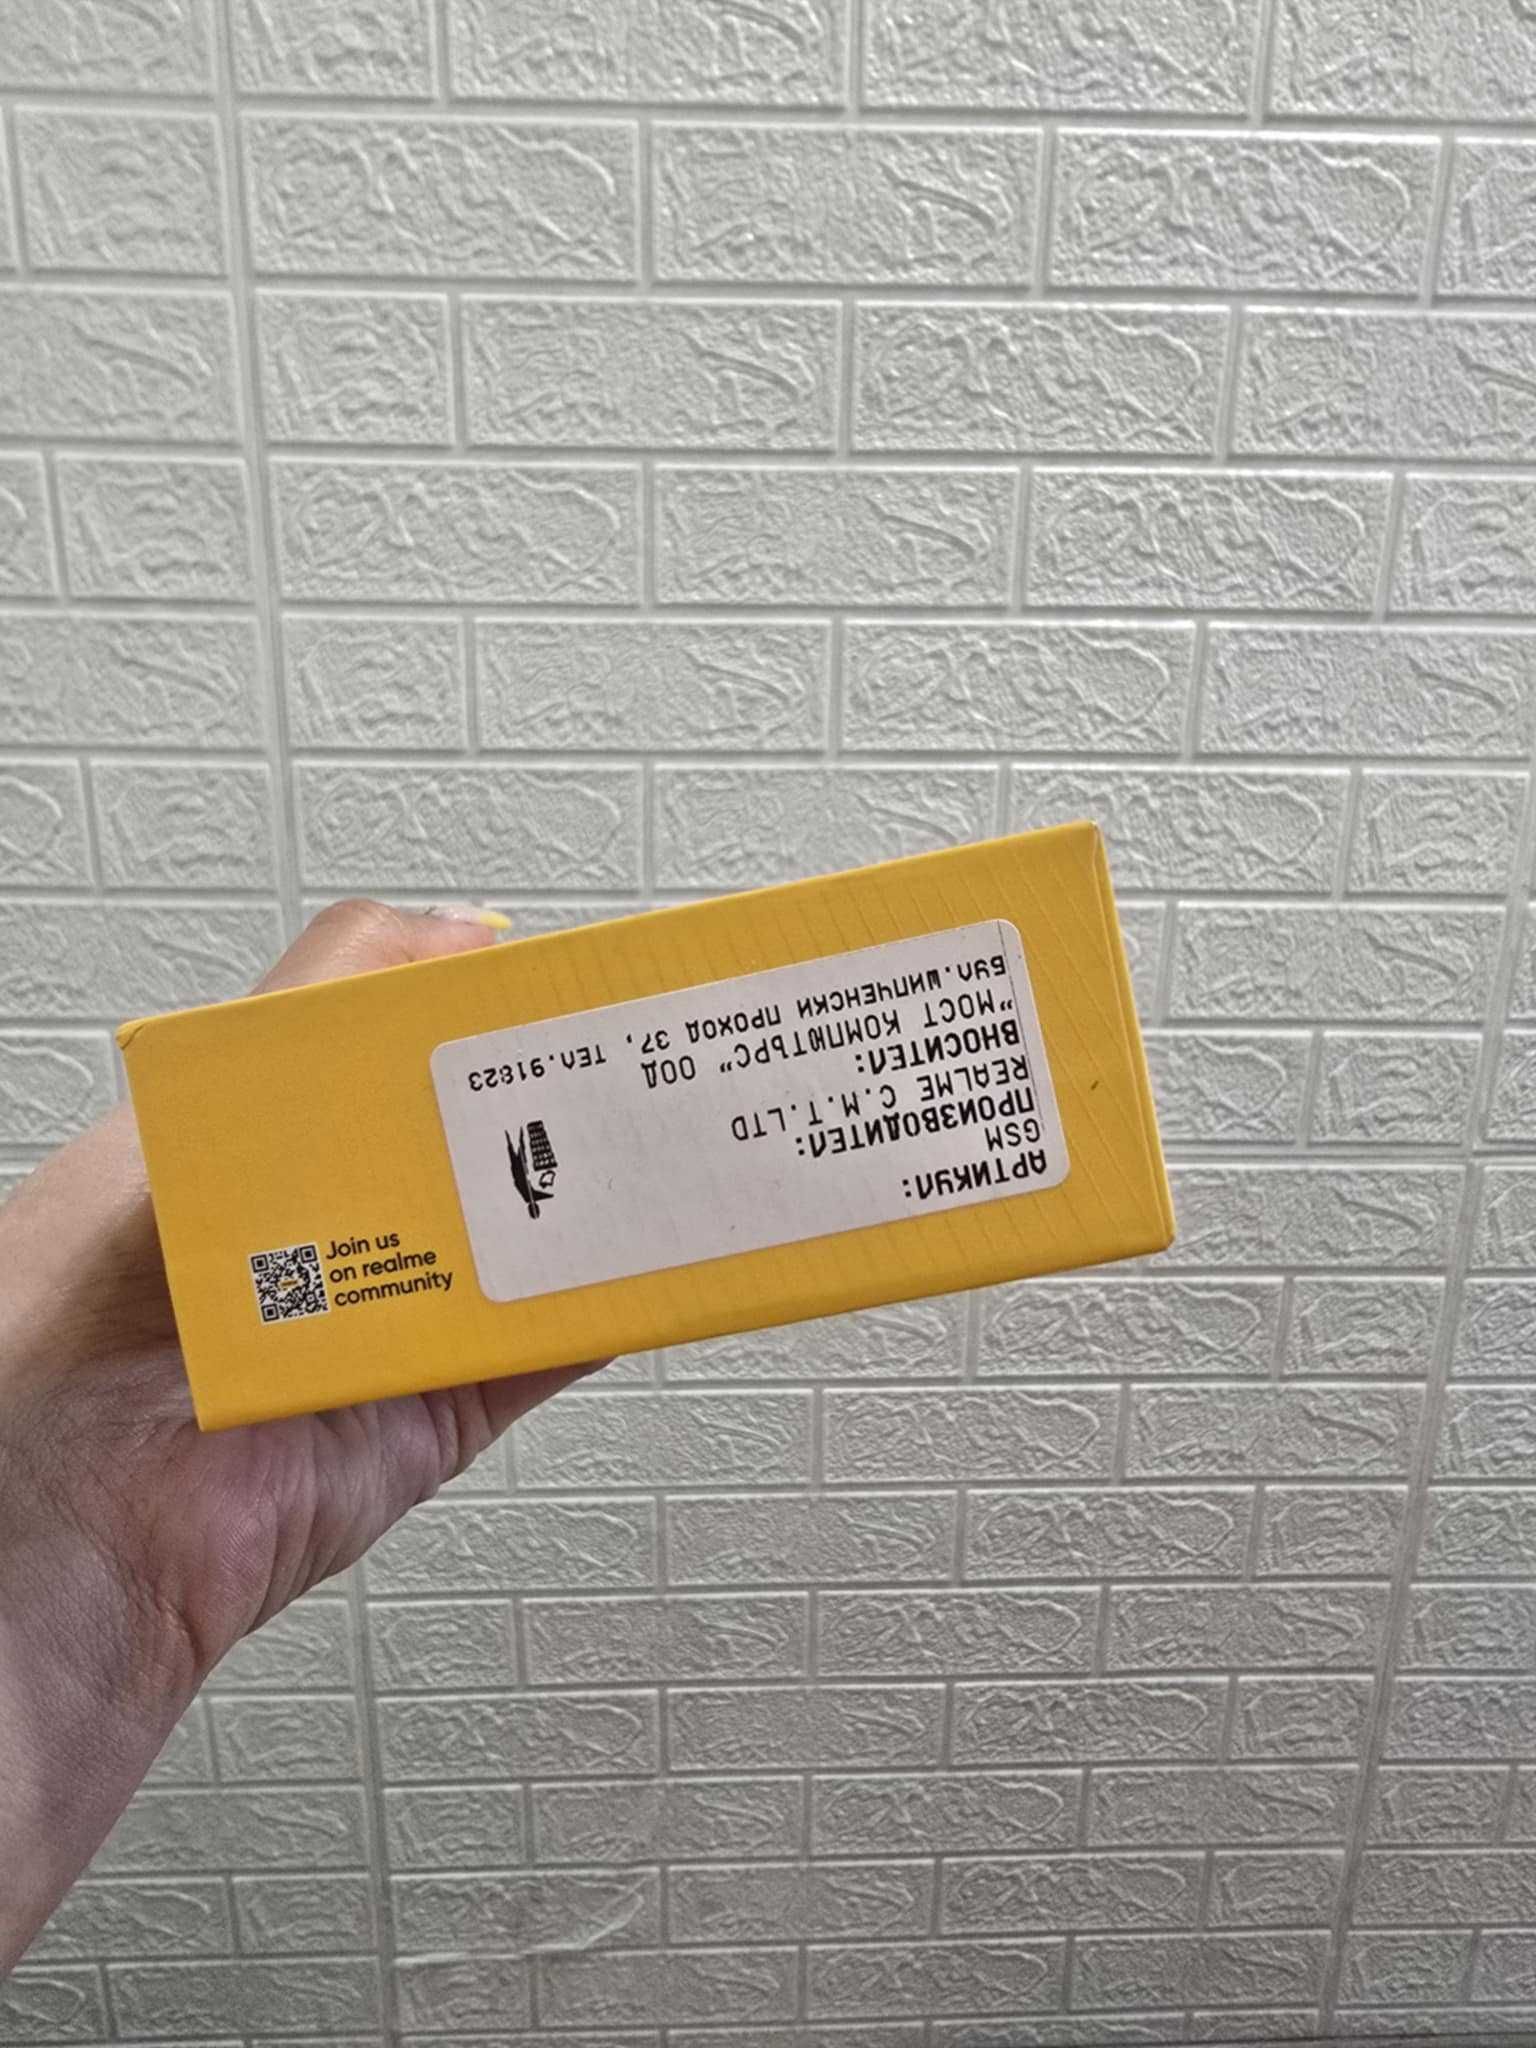 АРТИКУЛ:
GSM
ПРОИЗВОДИТЕЛ:
REALME C.M.T.LTD
ВНОСИТЕЛ:
"МОСТ КОМПЮТЪРС" ООД
БУЛ.ШИПЧЕНСКИ ПРОХОД 37, ТЕЛ.91823
Join us
on realme
community